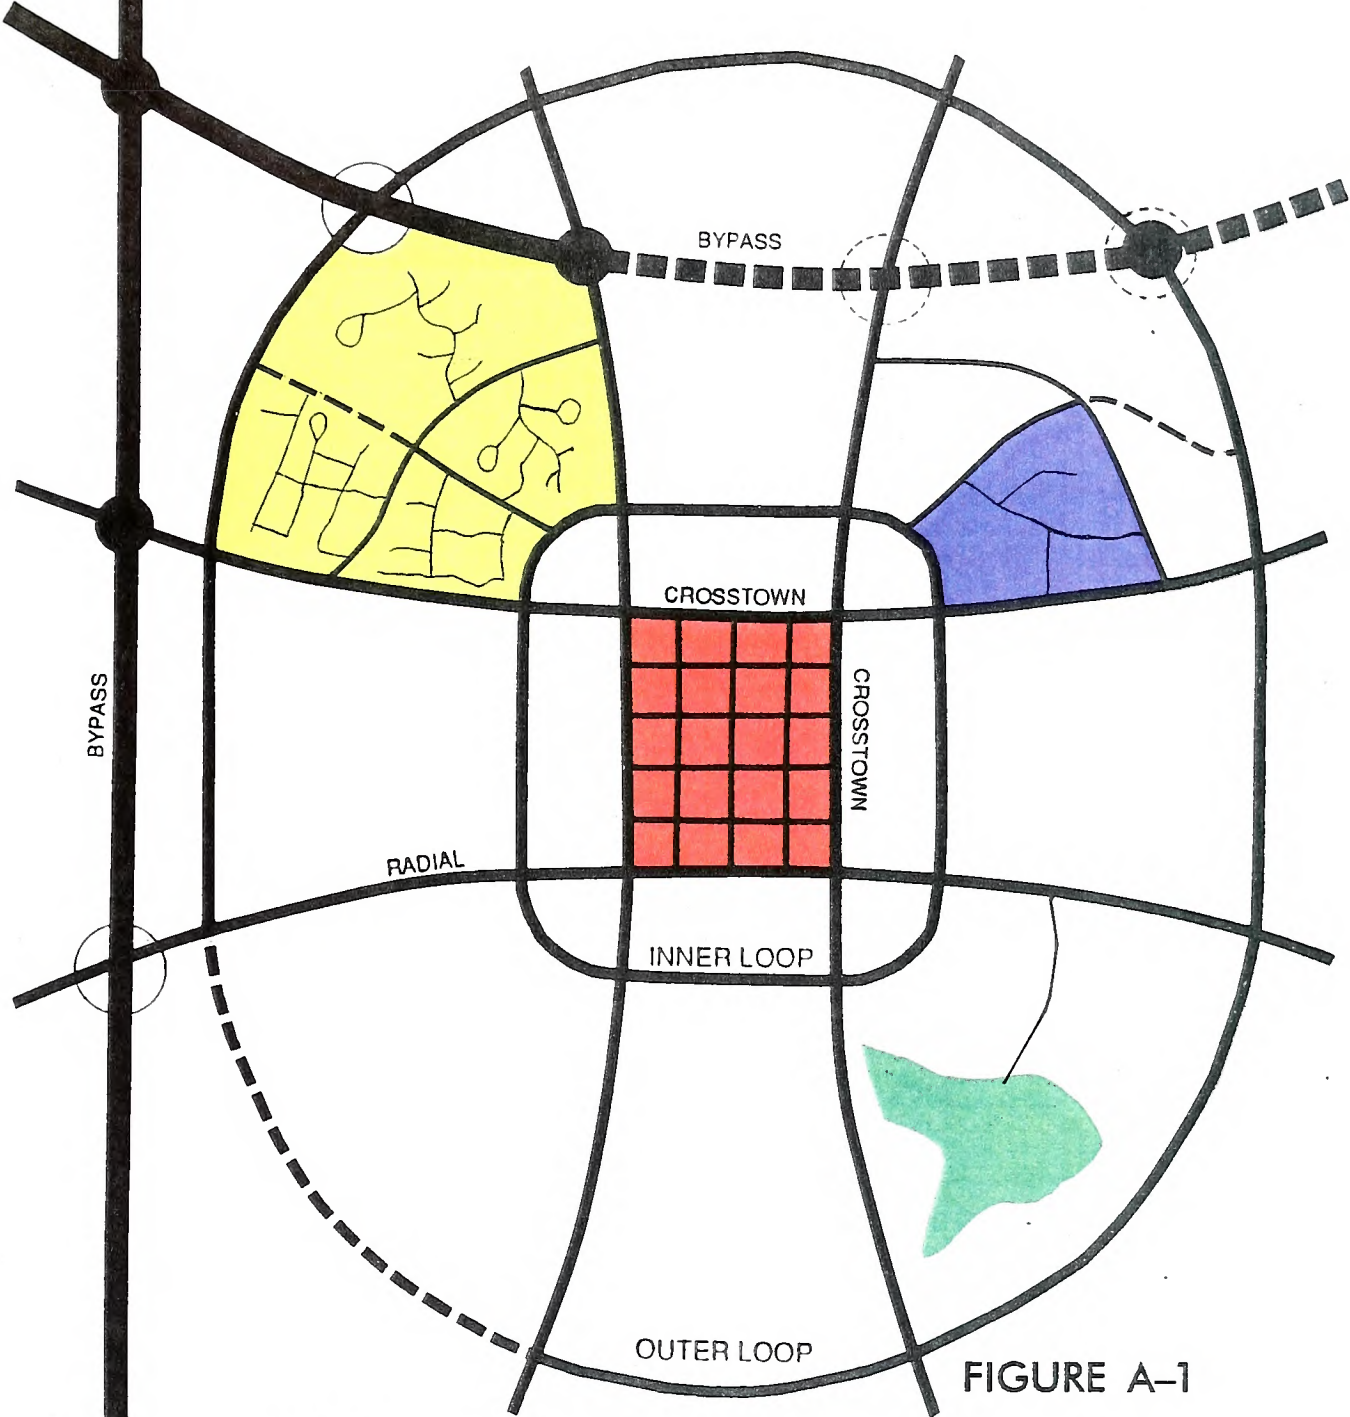 BYPASS
CROSSTOWN
BYPASS
CROSSTOWN
RADIAL
INNER LOOP
OUTER LOOP
FIGURE A–1